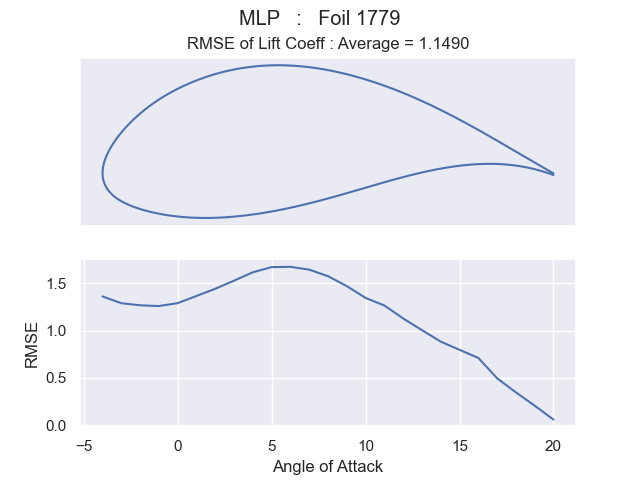 MLP : Foil 1779
RMSE of Lift Coeff : Average = 1.1490
RMSE
1.5
1.0
0.5
0.0
−5 0 5 10 15 20
Angle of Attack